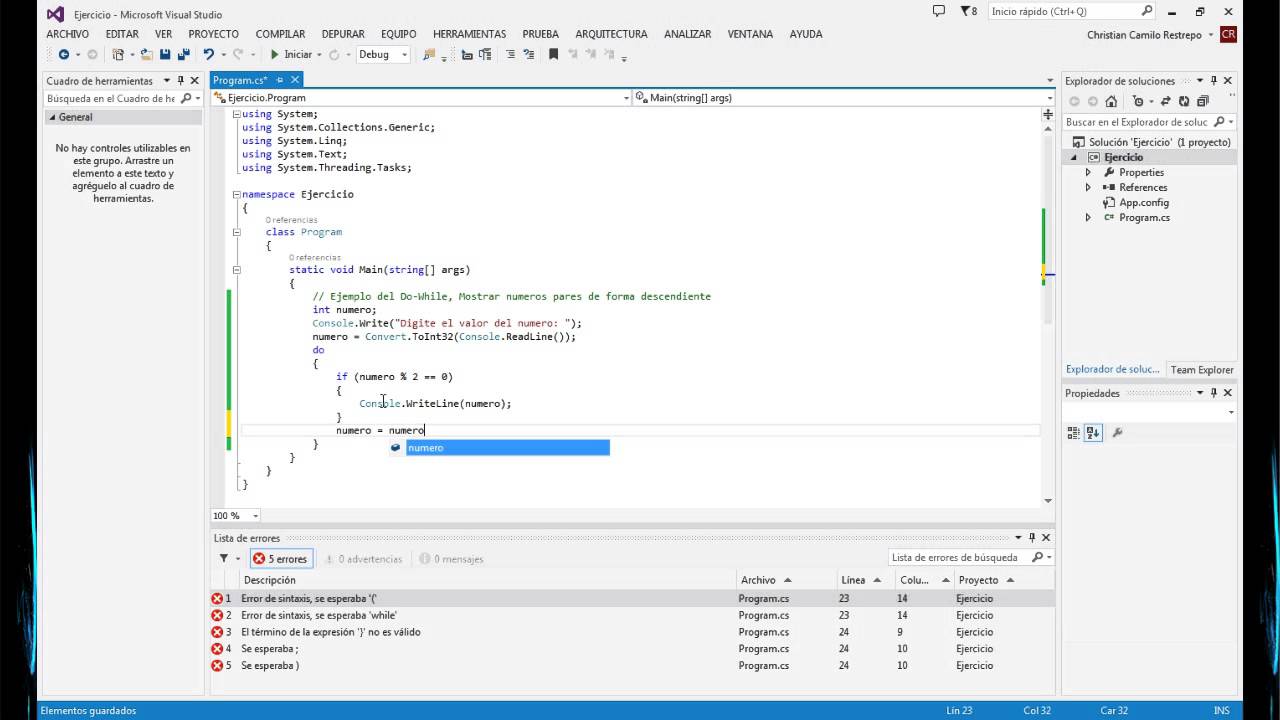 Ejercicio - Microsoft Visual Studio
8
Inicio rápido (Ctrl+Q)
ARCHIVO EDITAR VER PROYECTO COMPILAR DEPURAR EQUIPO HERRAMIENTAS PRUEBA ARQUITECTURA ANALIZAR VENTANA AYUDA
Christian Camilo Restrepo CR
Iniciar Debug
Cuadro de herramientas
Búsqueda en el Cuadro de he
General
No hay controles utilizables en
este grupo. Arrastre un
elemento a este texto y
agréguelo al cuadro de
herramientas.
Program.cs*
Ejercicio.Program
Main(string[] args)
using System;
using System.Collections.Generic;
using System.Linq;
using System.Text;
using System.Threading.Tasks;
namespace Ejercicio
{
0 referencias
class Program
{
0 referencias
static void Main(string[] args)
{
// Ejemplo del Do-While, Mostrar numeros pares de forma descendiente
int numero;
Console.Write("Digite el valor del numero: ");
numero = Convert.ToInt32(Console.ReadLine());
do
{
if (numero % 2 == 0)
{
Console.WriteLine(numero);
}
numero = numero
}
numero
}
}
}
100 %
Explorador de soluciones
Buscar en el Explorador de soluc
Solución 'Ejercicio' (1 proyecto)
Ejercicio
Properties
References
App.config
C# Program.cs
Explorador de soluc... Team Explorer
Propiedades
Lista de errores
5 errores 0 advertencias 0 mensajes
Lista de errores de búsqueda
Descripción Archivo Línea Colu... Proyecto
1 Error de sintaxis, se esperaba '(' Program.cs 23 14 Ejercicio
2 Error de sintaxis, se esperaba 'while' Program.cs 23 14 Ejercicio
3 El término de la expresión '}' no es válido Program.cs 24 9 Ejercicio
4 Se esperaba ; Program.cs 24 10 Ejercicio
5 Se esperaba ) Program.cs 24 10 Ejercicio
Elementos guardados Lín 23 Col 32 Car 32 INS